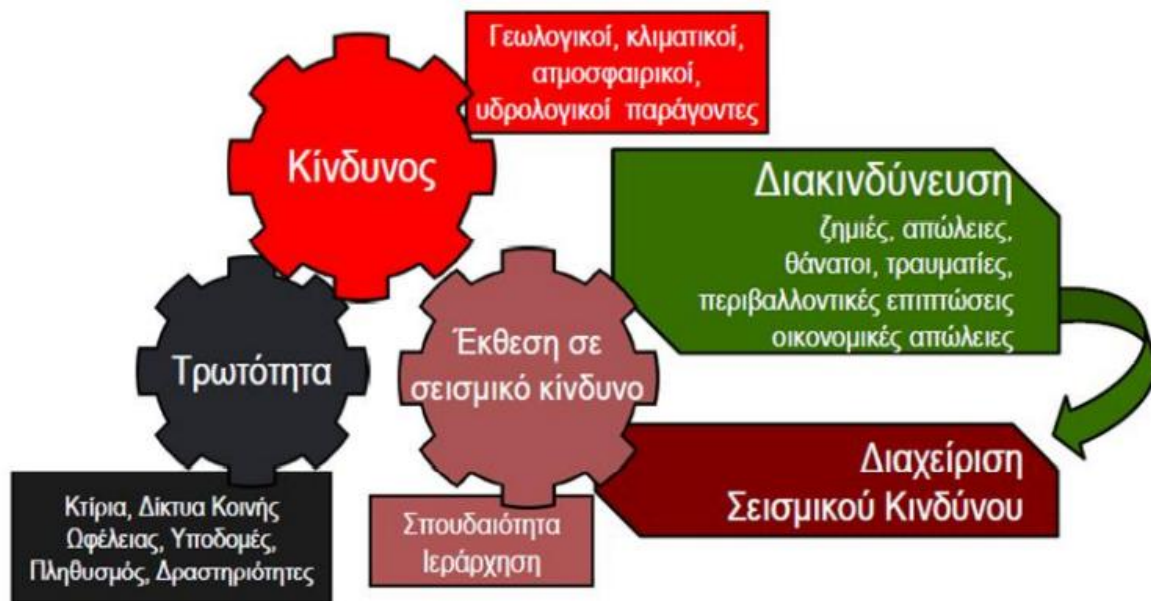 Γεωλογικοί, κλιματικοί,
ατμοσφαιρικοί,
υδρολογικοί παράγοντες
Κίνδυνος
Διακινδύνευση
ζημιές, απώλειες,
θάνατοι, τραυματίες,
περιβαλλοντικές επιπτώσεις
οικονομικές απώλειες
Τρωτότητα
Έκθεση σε
σεισμικό κίνδυνο
Διαχείριση
Σεισμικού Κινδύνου
Κτίρια, Δίκτυα Κοινής
Ωφέλειας, Υποδομές,
Πληθυσμός, Δραστηριότητες
Σπουδαιότητα
Ιεράρχηση